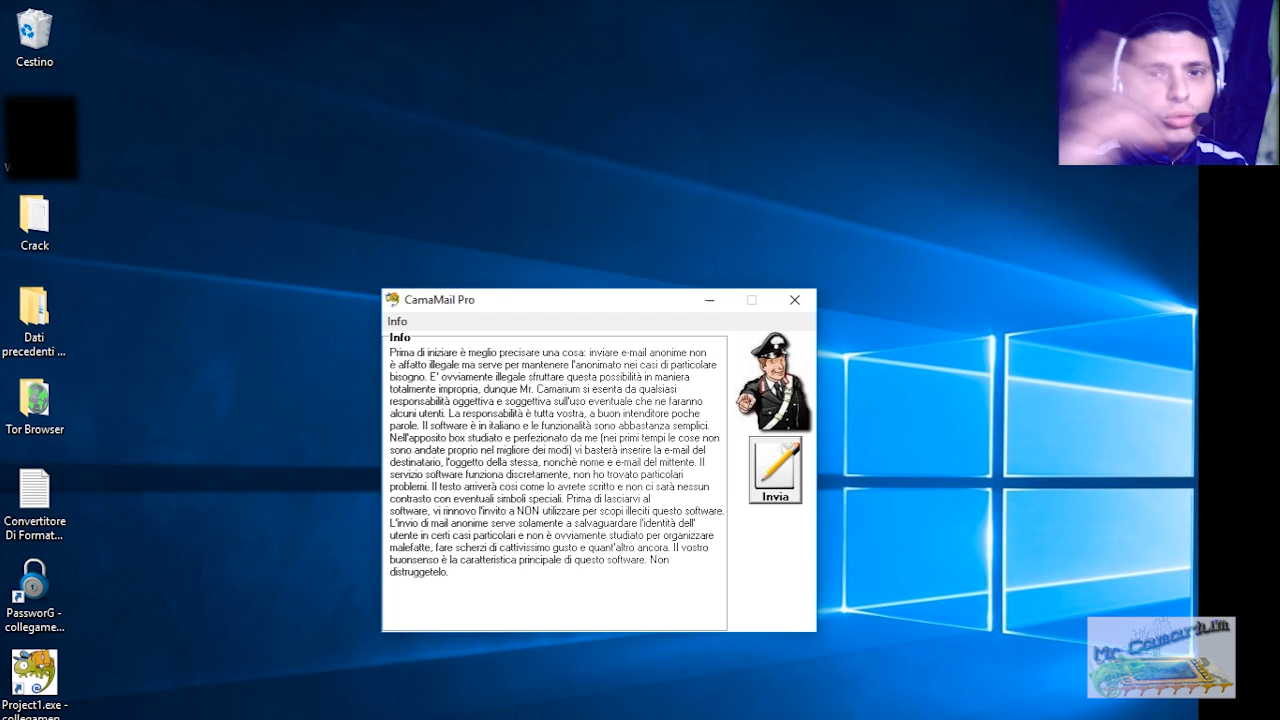 Cestino
Crack
Dati
precedenti ...
Tor Browser
Convertitore
Di Format...
PassworG -
collegame...
Project1.exe -
collegamen
CamaMail Pro
Info
Info
Prima di iniziare è meglio precisare una cosa: inviare e-mail anonime non
è affatto illegale ma serve per mantenere l'anonimato nei casi di particolare
bisogno. E' ovviamente illegale sfruttare questa possibilità in maniera
totalmente impropria, dunque Mr. Camarium si esenta da qualsiasi
responsabilità oggettiva e soggettiva sull'uso eventuale che ne faranno
alcuni utenti. La responsabilità è tutta vostra, a buon intenditore poche
parole. Il software è in italiano e le funzionalità sono abbastanza semplici.
Nell'apposito box studiato e perfezionato da me (nei primi tempi le cose non
sono andate proprio nel migliore dei modi) vi basterà inserire la e-mail del
destinatario, l'oggetto della stessa, nonchè nome e e-mail del mittente. Il
servizio software funziona discretamente, non ho trovato particolari
problemi. Il testo arriverà così come lo avrete scritto e non ci sarà nessun
contrasto con eventuali simboli speciali. Prima di lasciarvi al
software, vi rinnovo l'invito a NON utilizzare per scopi illeciti questo software.
L'invio di mail anonime serve solamente a salvaguardare l'identità dell'
utente in certi casi particolari e non è ovviamente studiato per organizzare
malefatte, fare scherzi di cattivissimo gusto e quant'altro ancora. Il vostro
buonsenso è la caratteristica principale di questo software. Non
distruggetelo.
Invia
Mr. Camarium